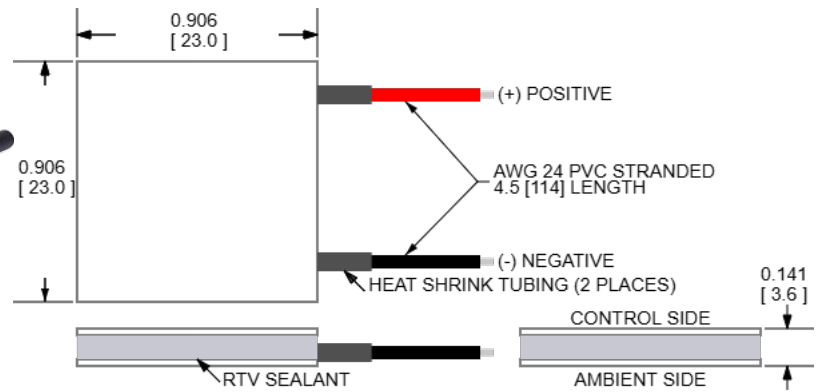 0.906
[ 23.0 ]
(+) POSITIVE
0.906
[ 23.0 ]
AWG 24 PVC STRANDED
4.5 [114] LENGTH
(-) NEGATIVE
HEAT SHRINK TUBING (2 PLACES)
0.141
[ 3.6 ]
CONTROL SIDE
RTV SEALANT
AMBIENT SIDE